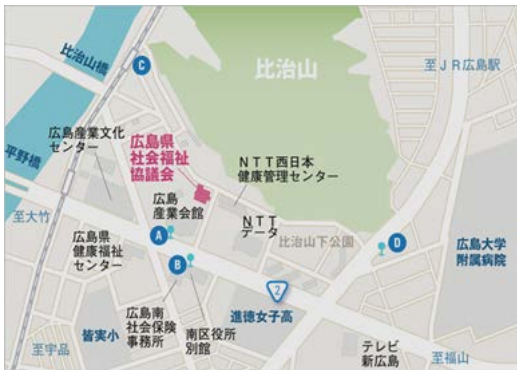 比治山橋
C
比治山
至JR広島駅
広島産業文化
センター
広島県
社会福祉
協議会
NTT西日本
健康管理センター
平野橋
広島
産業会館
至大竹
NTT
データ
A
比治山下公園
D
広島大学
附属病院
広島県
健康福祉
センター
B
2
広島南
社会保険
事務所
進徳女子高
皆実小
南区役所
別館
至宇品
テレビ
新広島
至福山